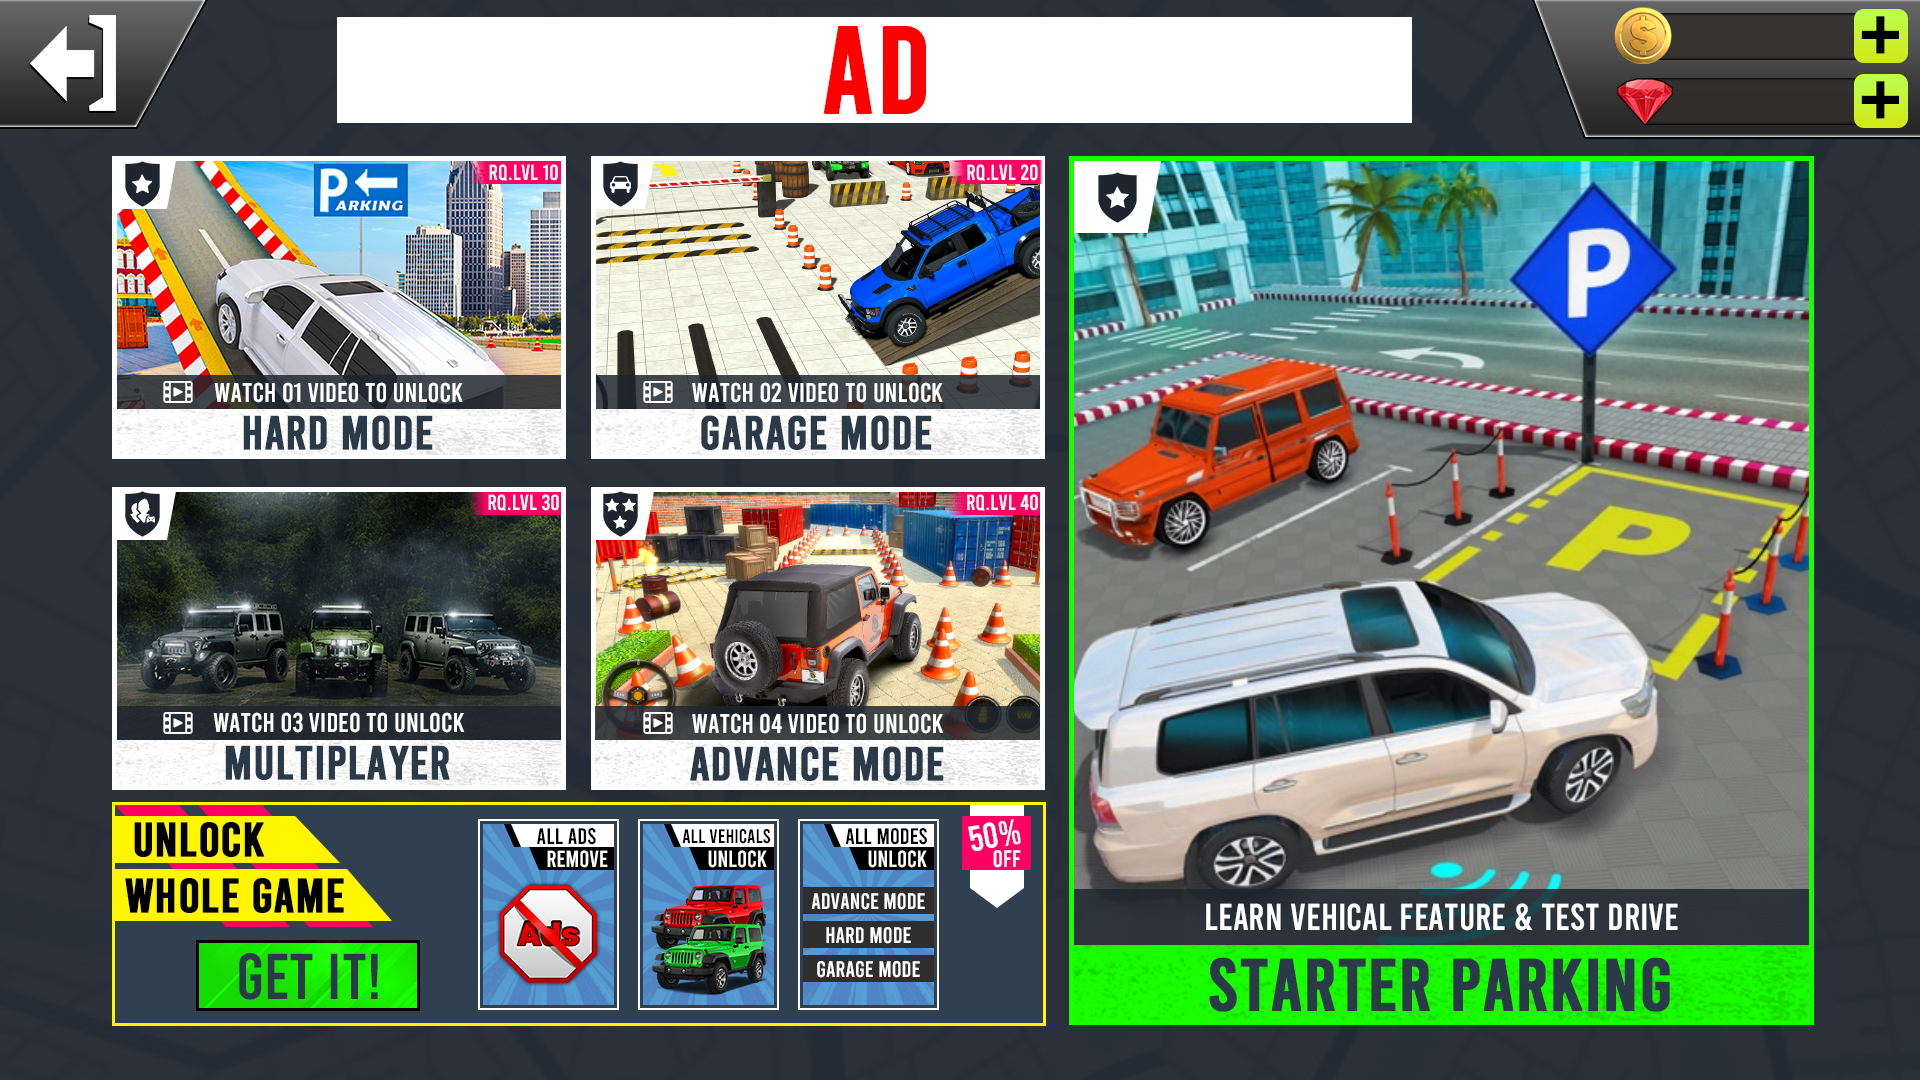 AD
RQ.LVL 10
P
ARKING
WATCH 01 VIDEO TO UNLOCK
HARD MODE
RQ.LVL 20
WATCH 02 VIDEO TO UNLOCK
GARAGE MODE
RQ.LVL 30
WATCH 03 VIDEO TO UNLOCK
MULTIPLAYER
RQ.LVL 40
WATCH 04 VIDEO TO UNLOCK
ADVANCE MODE
P
P
LEARN VEHICAL FEATURE & TEST DRIVE
STARTER PARKING
UNLOCK
WHOLE GAME
GET IT!
ALL ADS
REMOVE
Ads
ALL VEHICALS
UNLOCK
ALL MODES
UNLOCK
ADVANCE MODE
HARD MODE
GARAGE MODE
50%
OFF